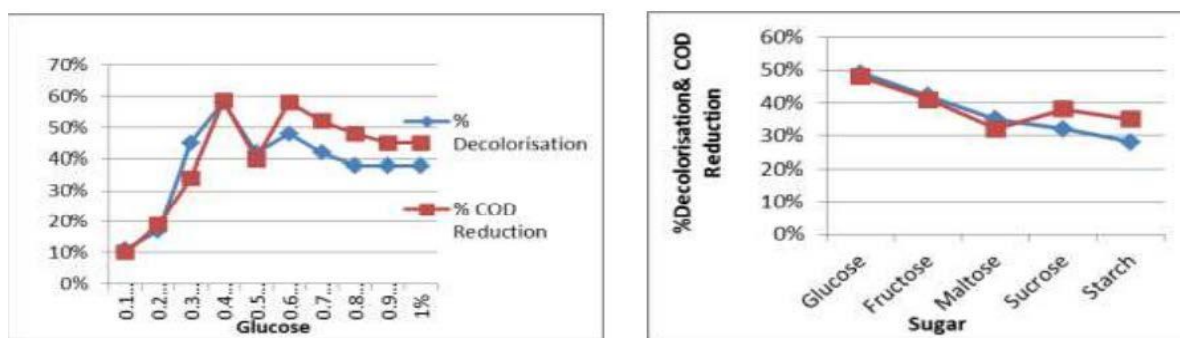 70%
60%
50%
40%
30%
20%
10%
0%
0.1...
0.2...
0.3...
0.4...
0.5...
0.6...
0.7...
0.8...
0.9...
1%
Glucose
%
Decolorisation
% COD
Reduction
%Decolorisation& COD
Reduction
60%
50%
40%
30%
20%
10%
0%
Glucose
Fructose
Maltose
Sucrose
Starch
Sugar